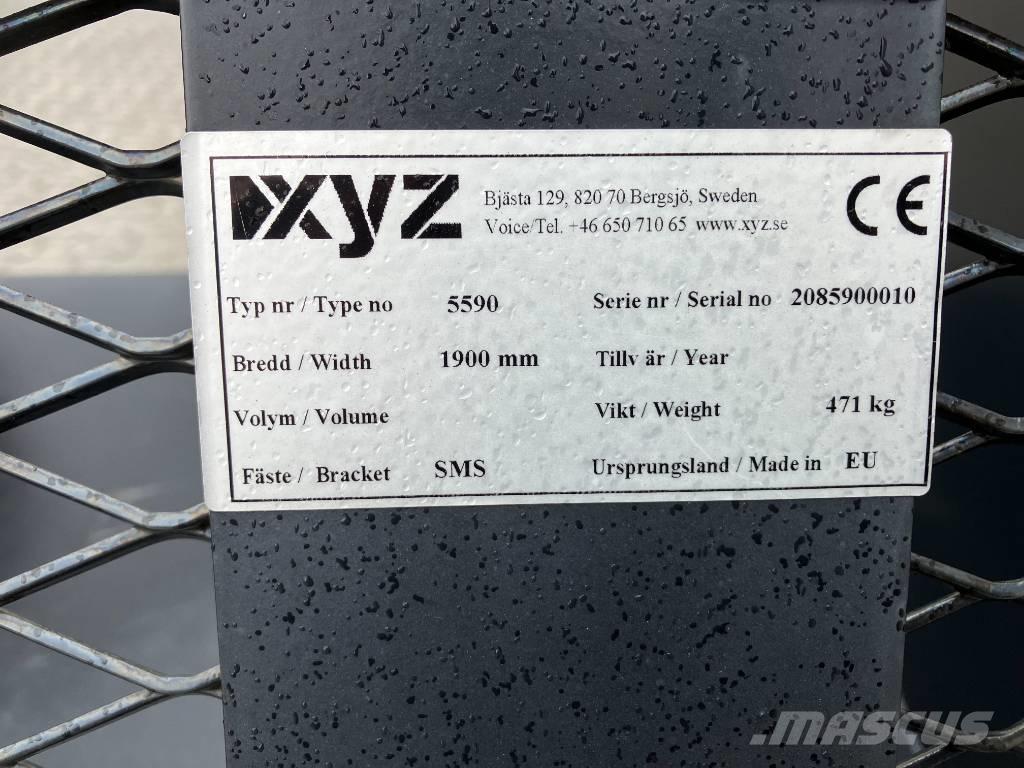 xyz
Bjästa 129, 820 70 Bergsjö, Sweden
Voice/Tel. +46 650 710 65 www.xyz.se
CE
Typ nr / Type no 5590 Serie nr / Serial no 2085900010
Bredd / Width 1900 mm Tillv år / Year
Volym / Volume Vikt / Weight 471 kg
Fäste / Bracket SMS Ursprungsland / Made in EU
MASCUS